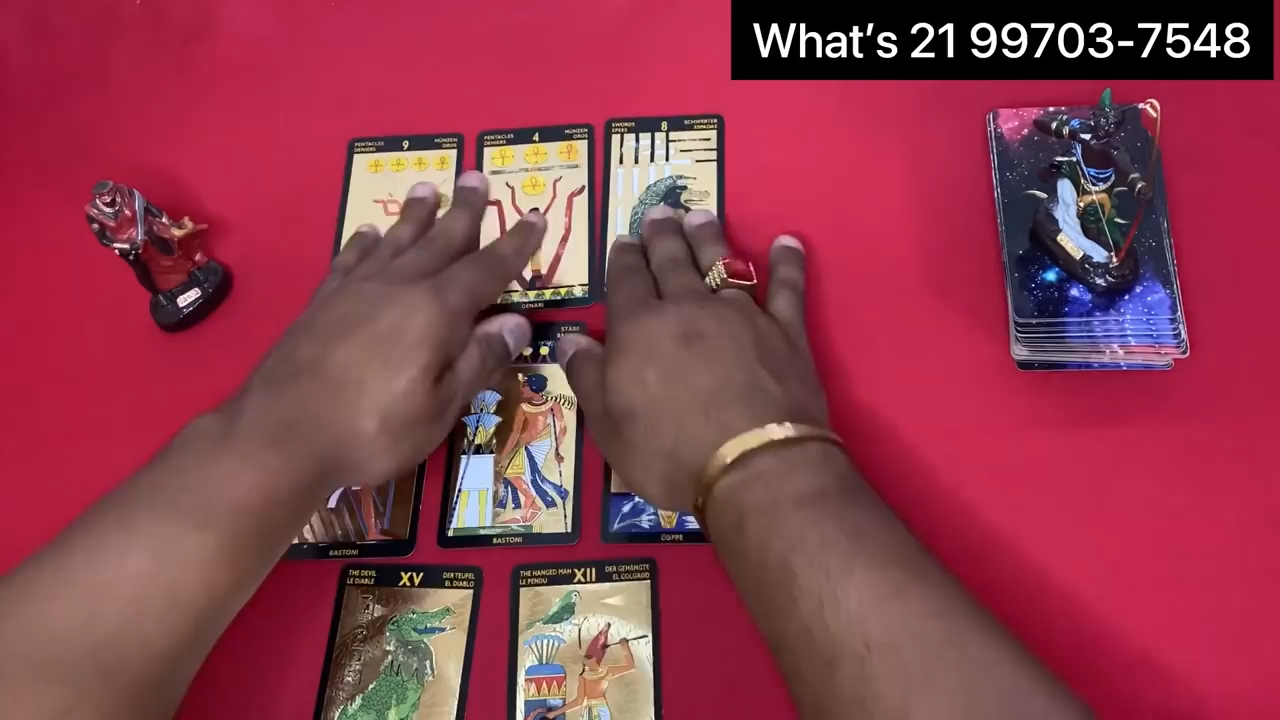 What's 21 99703-7548
PENTACLES
DENIERS
9
MÜNZEN
OROS
PENTACLES
DENIERS
4
MÜNZEN
OROS
SWORDS
EPEES
8
SCHWERTER
ESPADAS
DENARI
STÄBE
BASTONI
BASTONI
COPPE
THE DEVIL
LE DIABLE
XV
DER TEUFEL
EL DIABLO
THE HANGED MAN
LE PENDU
XII
DER GEHÄNGTE
EL COLGADO